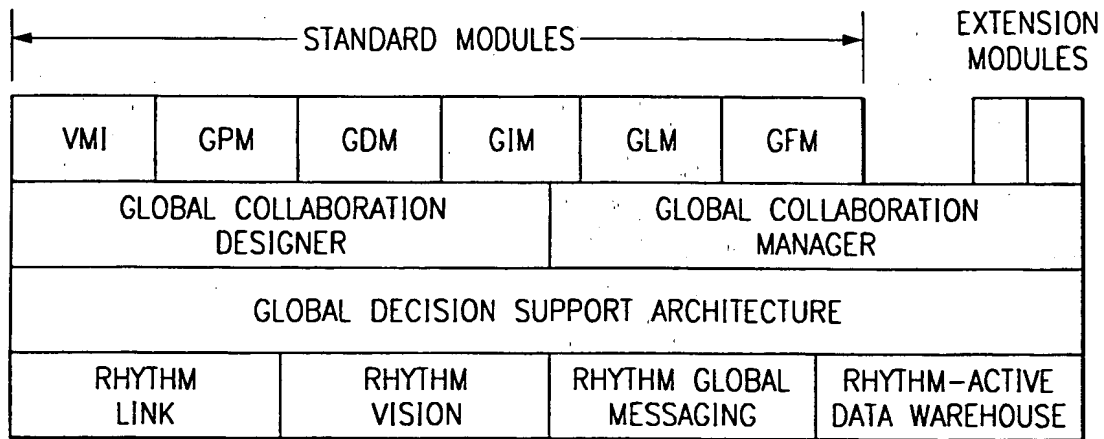 STANDARD MODULES
EXTENSION
MODULES
VMI
GPM
GDM
GIM
GLM
GFM
GLOBAL COLLABORATION
DESIGNER
GLOBAL COLLABORATION
MANAGER
GLOBAL DECISION SUPPORT ARCHITECTURE
RHYTHM
LINK
RHYTHM
VISION
RHYTHM GLOBAL
MESSAGING
RHYTHM-ACTIVE
DATA WAREHOUSE